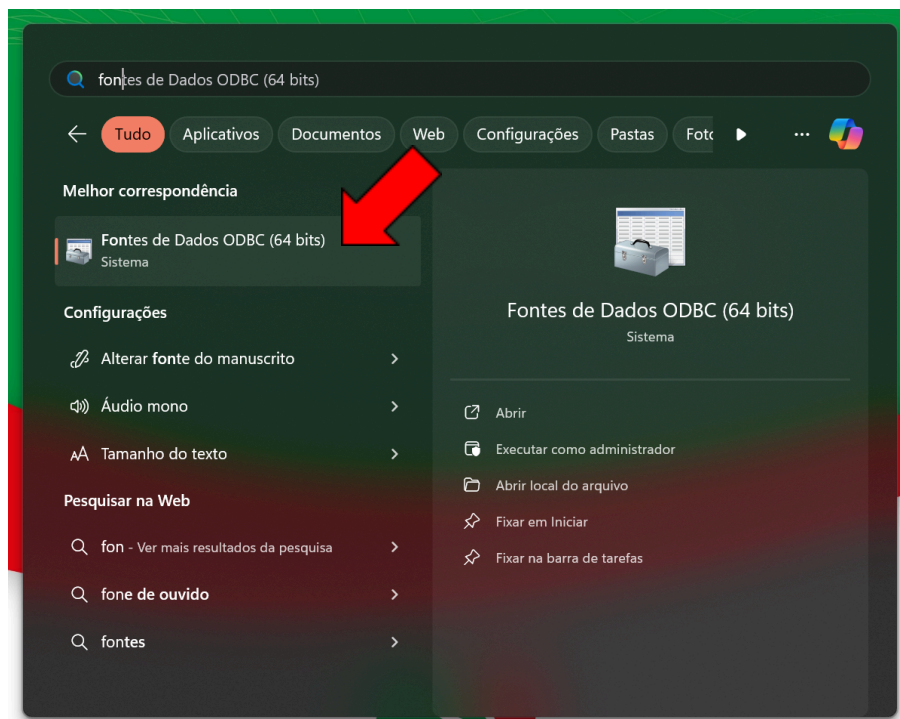 fontes de Dados ODBC (64 bits)
Tudo Aplicativos Documentos Web Configurações Pastas Foto ...
Melhor correspondência
Fontes de Dados ODBC (64 bits)
Sistema
Configurações
Alterar fonte do manuscrito
Áudio mono
AA Tamanho do texto
Pesquisar na Web
fon - Ver mais resultados da pesquisa
fone de ouvido
fontes
Fontes de Dados ODBC (64 bits)
Sistema
Abrir
Executar como administrador
Abrir local do arquivo
Fixar em Iniciar
Fixar na barra de tarefas